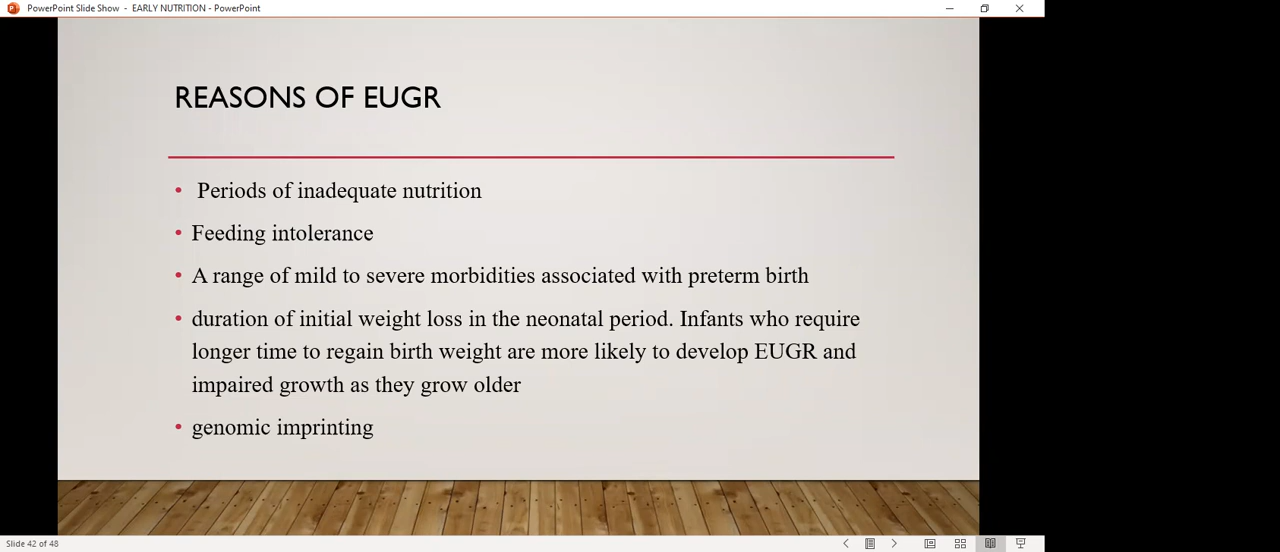 PowerPoint Slide Show - EARLY NUTRITION - PowerPoint
REASONS OF EUGR
• Periods of inadequate nutrition
• Feeding intolerance
• A range of mild to severe morbidities associated with preterm birth
• duration of initial weight loss in the neonatal period. Infants who require
longer time to regain birth weight are more likely to develop EUGR and
impaired growth as they grow older
• genomic imprinting
Slide 42 of 48